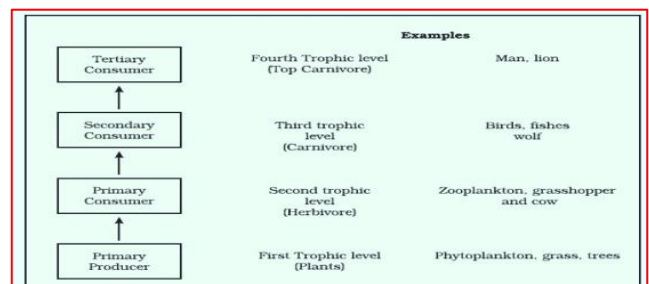 Examples
Tertiary
Consumer
Fourth Trophic level
(Top Carnivore)
Man, lion
Secondary
Consumer
Third trophic
level
(Carnivore)
Birds, fishes
wolf
Primary
Consumer
Second trophic
level
(Herbivore)
Zooplankton, grasshopper
and cow
Primary
Producer
First Trophic level
(Plants)
Phytoplankton, grass, trees